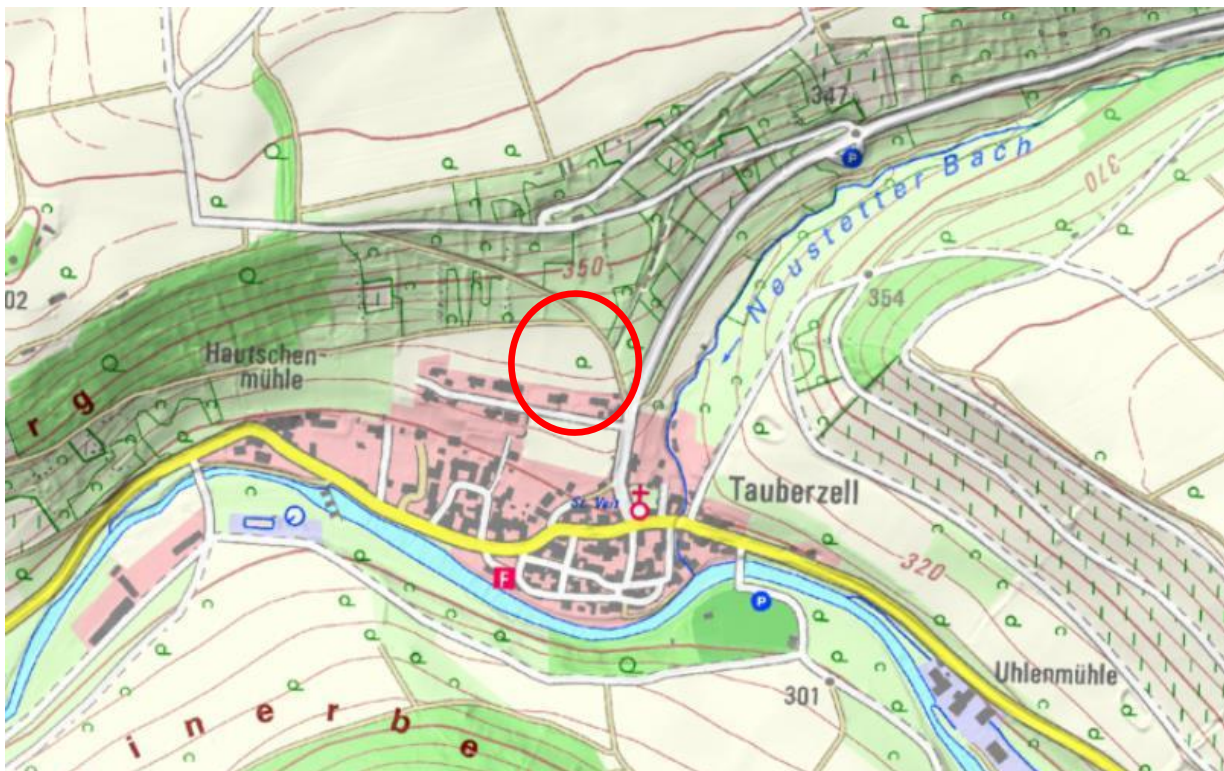 347
P
Neustetter Bach
370
350
354
02
Hautschen-
mühle
r g
St. Veit
Tauberzell
320
F
P
Uhlenmühle
301
i n e r b e